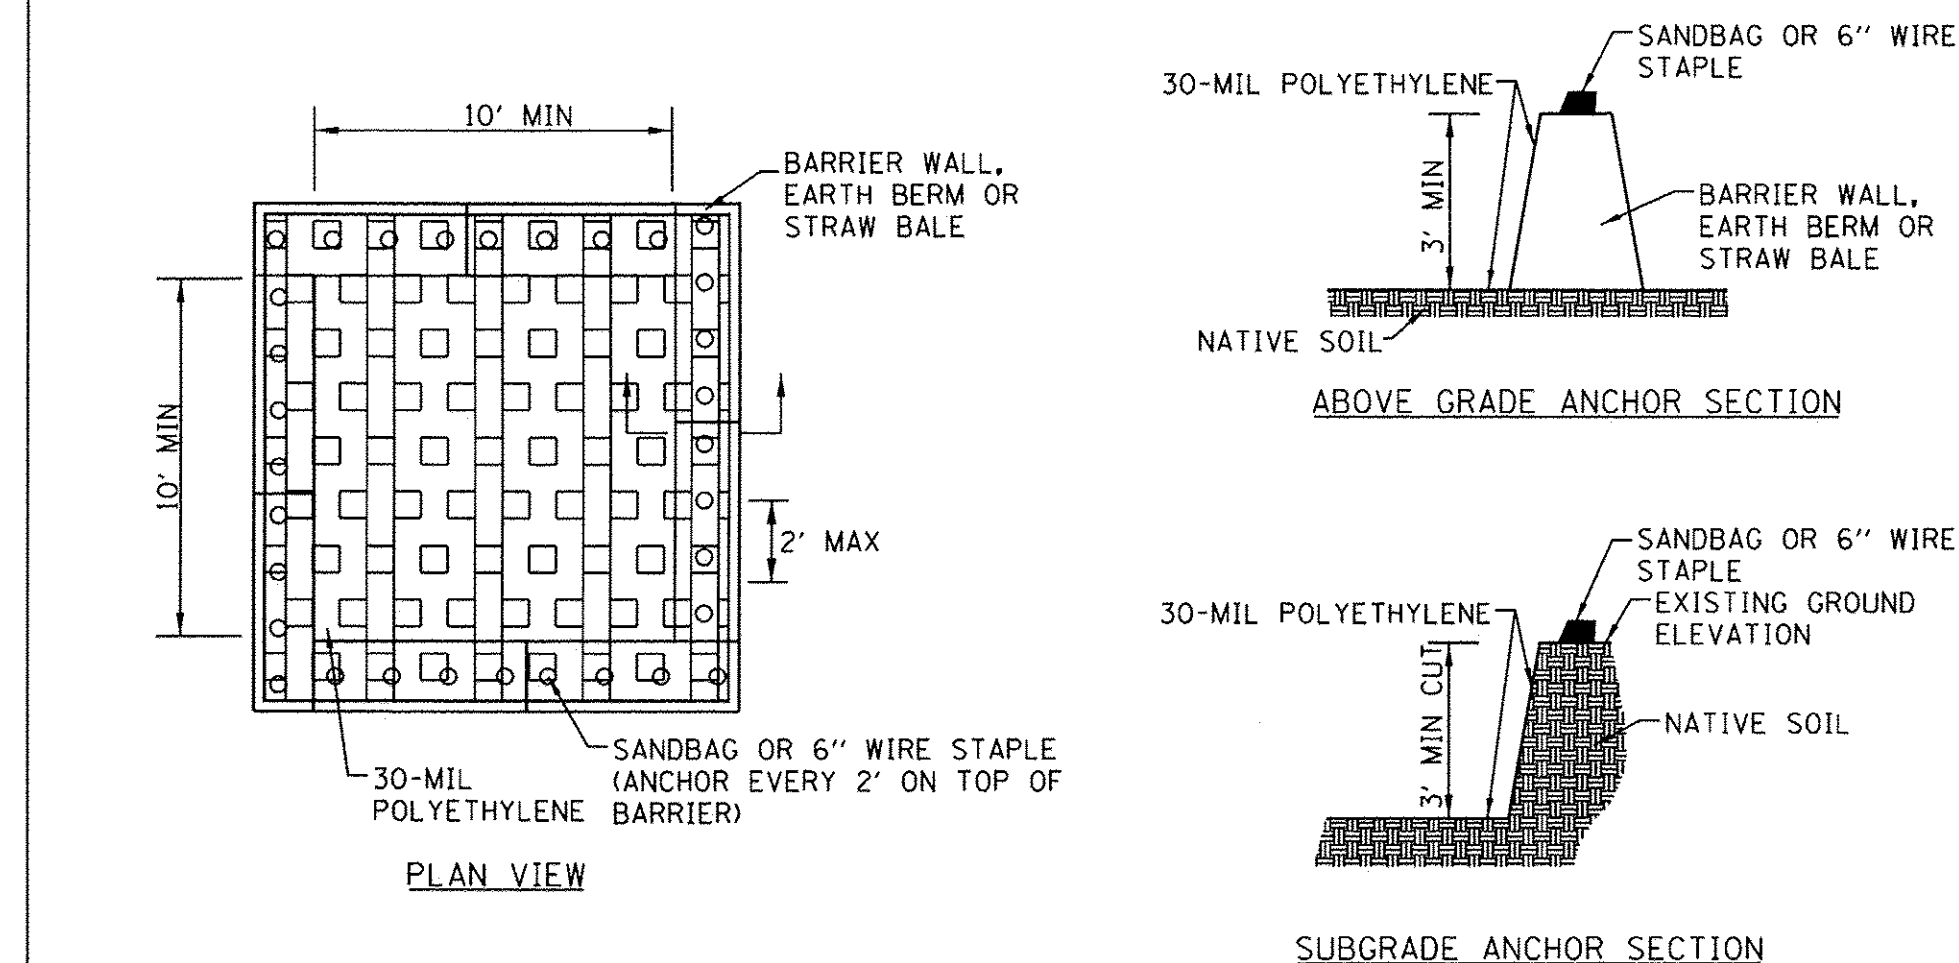 10' MIN
BARRIER WALL,
EARTH BERM OR
STRAW BALE
10' MIN
2' MAX
SANDBAG OR 6'' WIRE STAPLE
(ANCHOR EVERY 2' ON TOP OF
BARRIER)
30-MIL
POLYETHYLENE
PLAN VIEW
SANDBAG OR 6'' WIRE
STAPLE
30-MIL POLYETHYLENE
3' MIN
BARRIER WALL,
EARTH BERM OR
STRAW BALE
NATIVE SOIL
ABOVE GRADE ANCHOR SECTION
SANDBAG OR 6'' WIRE
STAPLE
EXISTING GROUND
ELEVATION
30-MIL POLYETHYLENE
3' MIN CUT
NATIVE SOIL
SUBGRADE ANCHOR SECTION